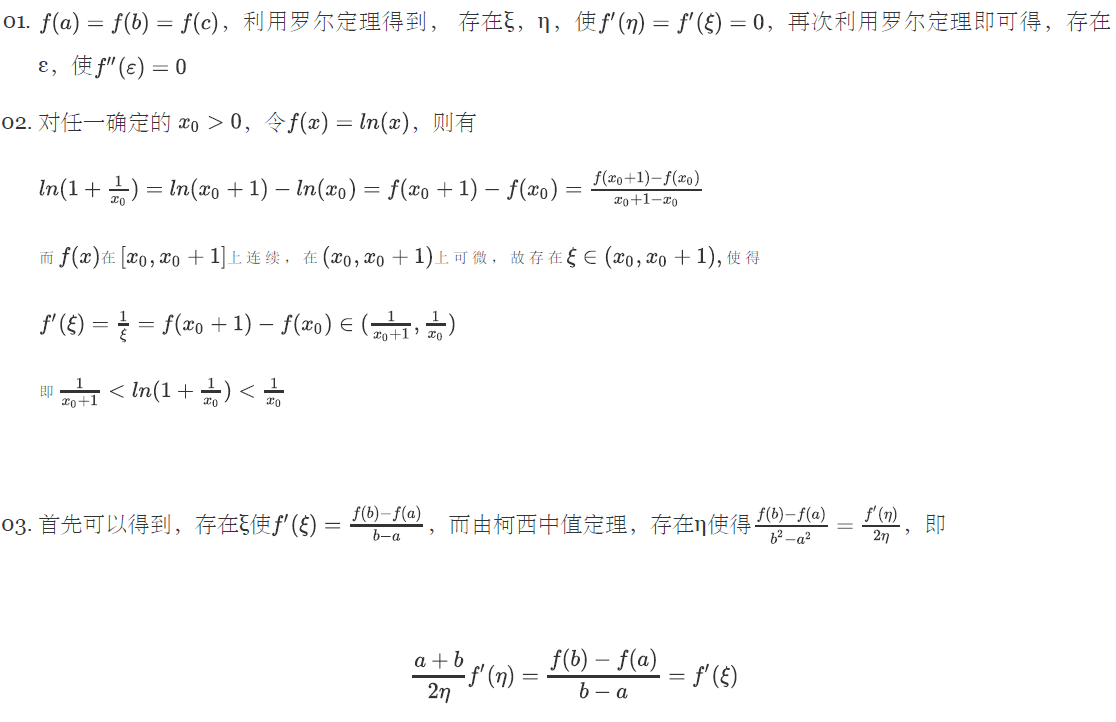 01. f(a) = f(b) = f(c)，利用罗尔定理得到， 存在ξ，η，使f′(η) = f′(ξ) = 0，再次利用罗尔定理即可得，存在
ε，使f′′(ε) = 0
02. 对任一确定的 x₀ > 0，令f(x) = ln(x)，则有
ln(1 + 1/x₀) = ln(x₀ + 1) − ln(x₀) = f(x₀ + 1) − f(x₀) = (f(x₀+1)−f(x₀))/(x₀+1−x₀)
而 f(x)在 [x₀, x₀ + 1]上连续，在 (x₀, x₀ + 1)上可微，故存在ξ ∈ (x₀, x₀ + 1), 使得
f′(ξ) = 1/ξ = f(x₀ + 1) − f(x₀) ∈ (1/(x₀+1), 1/x₀)
即 1/(x₀+1) < ln(1 + 1/x₀) < 1/x₀
03. 首先可以得到，存在ξ使f′(ξ) = (f(b)−f(a))/(b−a)，而由柯西中值定理，存在η使得(f(b)−f(a))/(b²−a²) = f′(η)/2η，即
(a + b)/2η f′(η) = (f(b) − f(a))/(b − a) = f′(ξ)